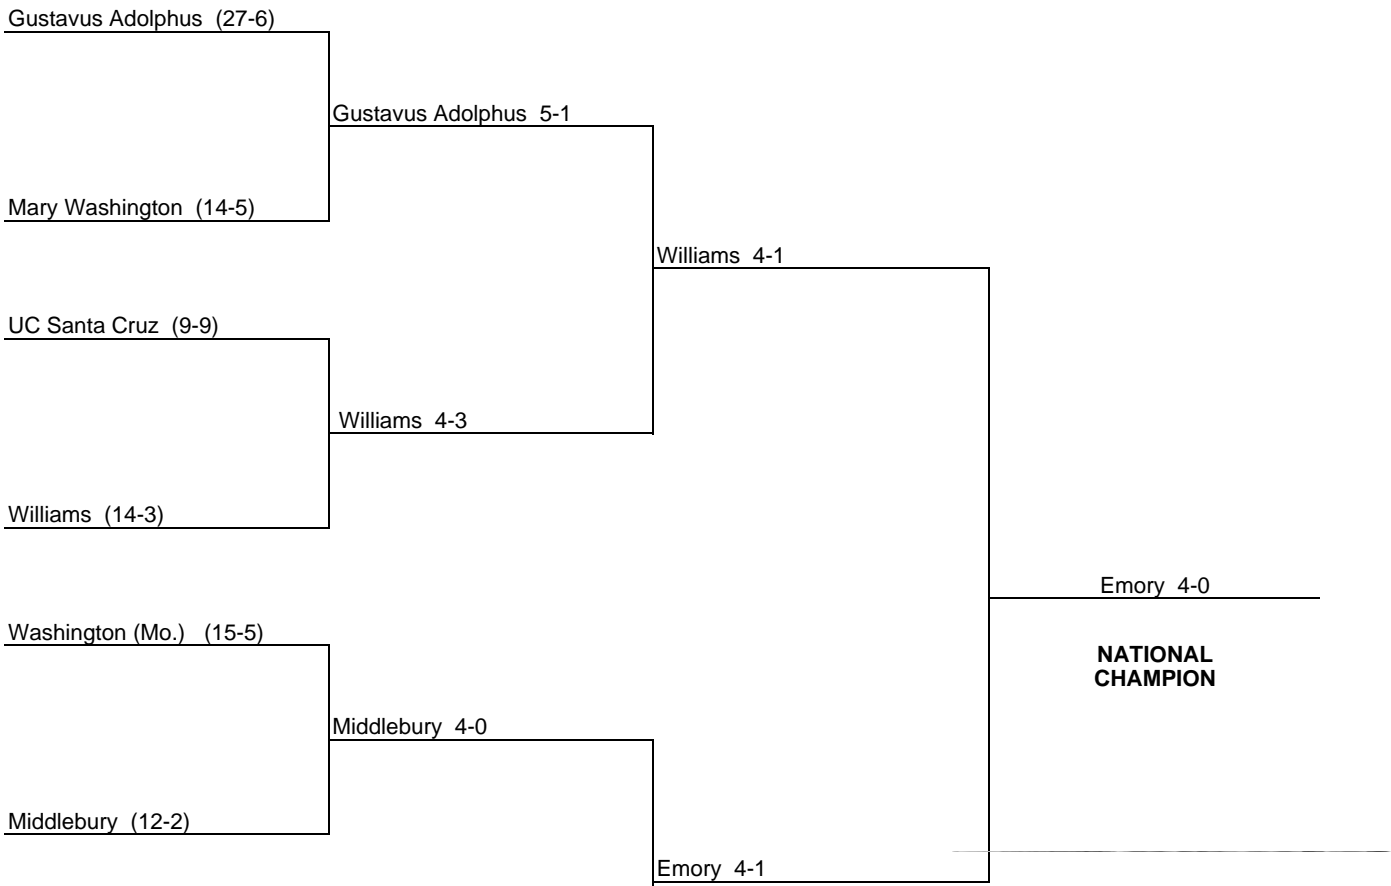 Gustavus Adolphus (27-6)
Gustavus Adolphus 5-1
Mary Washington (14-5)
Williams 4-1
UC Santa Cruz (9-9)
Williams 4-3
Williams (14-3)
Emory 4-0
Washington (Mo.) (15-5)
NATIONAL
CHAMPION
Middlebury 4-0
Middlebury (12-2)
Emory 4-1